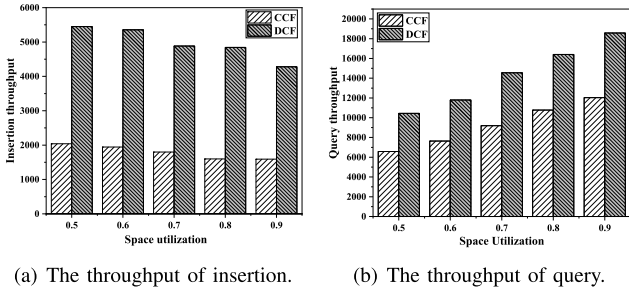 6000
5000
4000
3000
2000
1000
0
Insertion throughput
CCF
DCF
0.5 0.6 0.7 0.8 0.9
Space utilization
(a) The throughput of insertion.
20000
18000
16000
14000
12000
10000
8000
6000
4000
2000
0
Query throughput
CCF
DCF
0.5 0.6 0.7 0.8 0.9
Space Utilization
(b) The throughput of query.